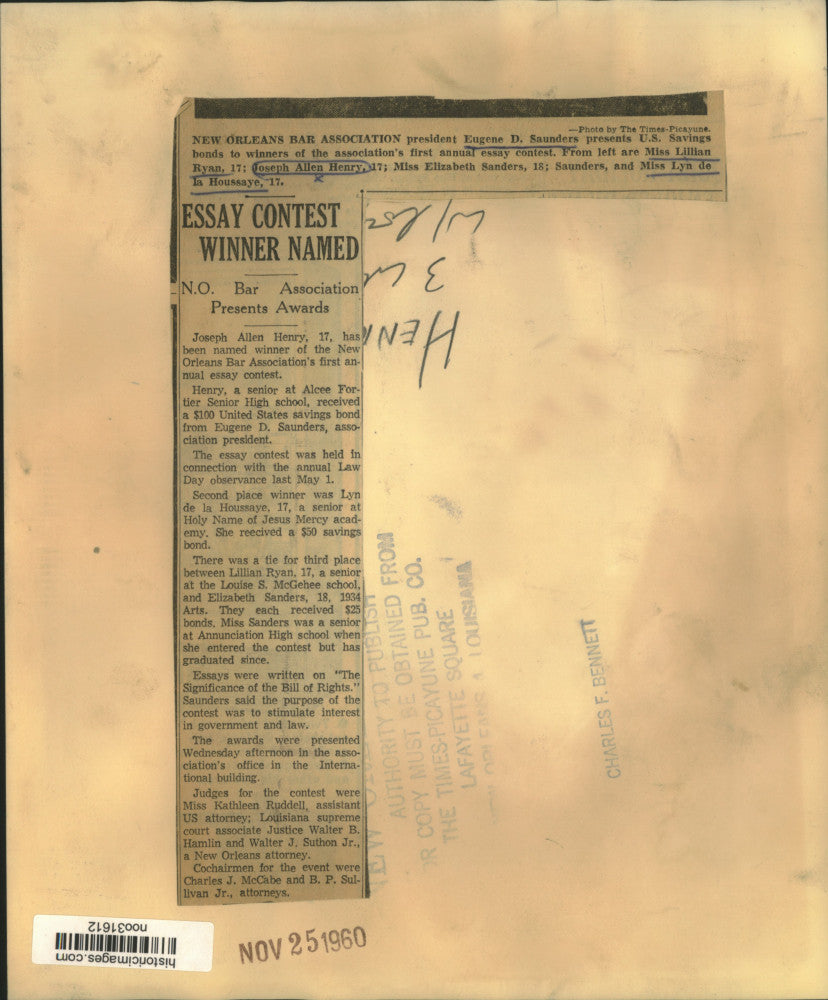 —Photo by The Times-Picayune.
NEW ORLEANS BAR ASSOCIATION president Eugene D. Saunders presents U.S. Savings
bonds to winners of the association's first annual essay contest. From left are Miss Lillian
Ryan, 17; Joseph Allen Henry, 17; Miss Elizabeth Sanders, 18; Saunders, and Miss Lyn de
la Houssaye, 17.
ESSAY CONTEST
WINNER NAMED
N.O. Bar Association
Presents Awards
Joseph Allen Henry, 17, has
been named winner of the New
Orleans Bar Association's first an-
nual essay contest.
Henry, a senior at Alcee For-
tier Senior High school, received
a $100 United States savings bond
from Eugene D. Saunders, asso-
ciation president.
The essay contest was held in
connection with the annual Law
Day observance last May 1.
Second place winner was Lyn
de la Houssaye, 17, a senior at
Holy Name of Jesus Mercy acad-
emy. She reecived a $50 savings
bond.
There was a tie for third place
between Lillian Ryan, 17, a senior
at the Louise S. McGehee school,
and Elizabeth Sanders, 18, 1934
Arts. They each received $25
bonds. Miss Sanders was a senior
at Annunciation High school when
she entered the contest but has
graduated since.
Essays were written on "The
Significance of the Bill of Rights."
Saunders said the purpose of the
contest was to stimulate interest
in government and law.
The awards were presented
Wednesday afternoon in the asso-
ciation's office in the Interna-
tional building.
Judges for the contest were
Miss Kathleen Ruddell, assistant
US attorney; Louisiana supreme
court associate Justice Walter B.
Hamlin and Walter J. Suthon Jr.,
a New Orleans attorney.
Cochairmen for the event were
Charles J. McCabe and B. P. Sul-
livan Jr., attorneys.
HEN
3
AUTHORITY TO PUBLISH
MUST BE OBTAINED FROM
OR COPY
THE TIMES-PICAYUNE PUB. CO.
LAFAYETTE SQUARE
LOUISIANA
CHARLES F. BENNETT
NOV 25 1960
historicimages.com
noo31612